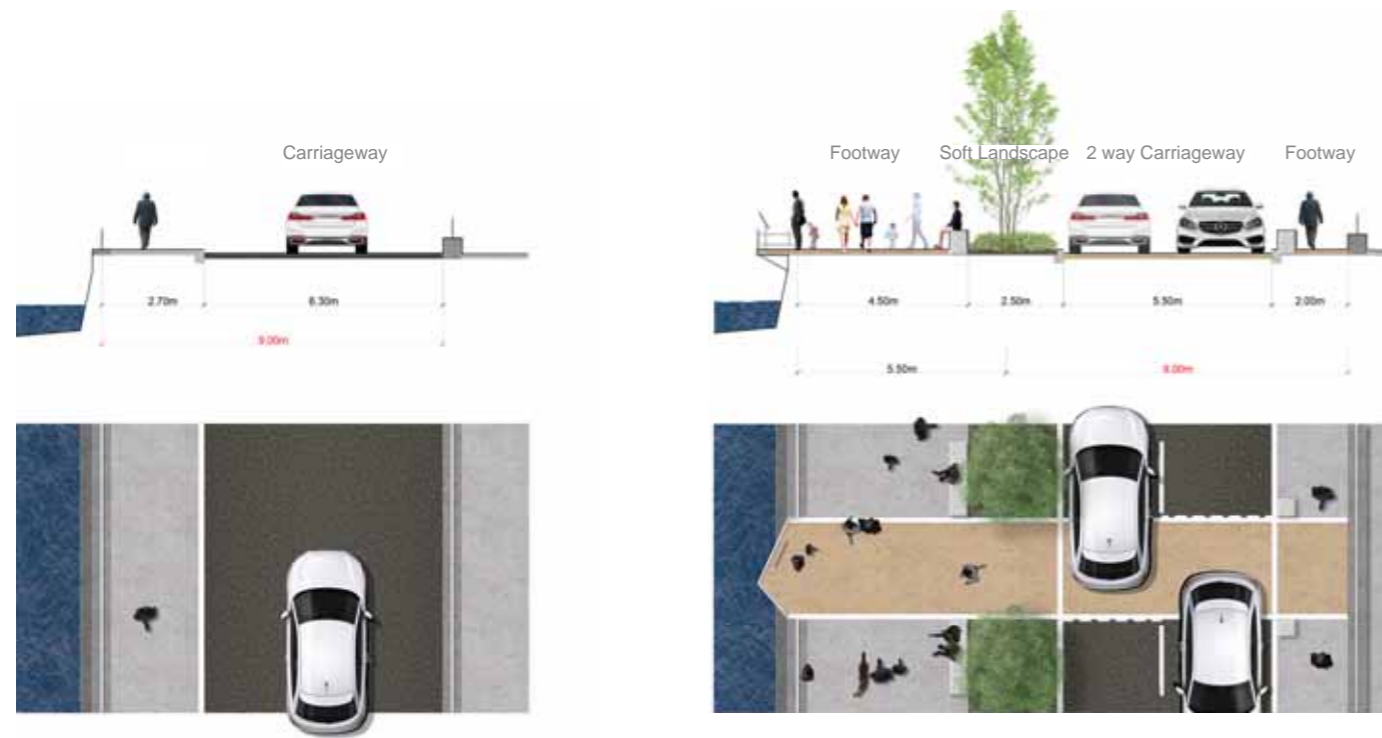 Carriageway
2.70m
6.30m
9.00m
Footway
Soft Landscape
2 way Carriageway
Footway
4.50m
2.50m
5.50m
2.00m
5.50m
9.00m